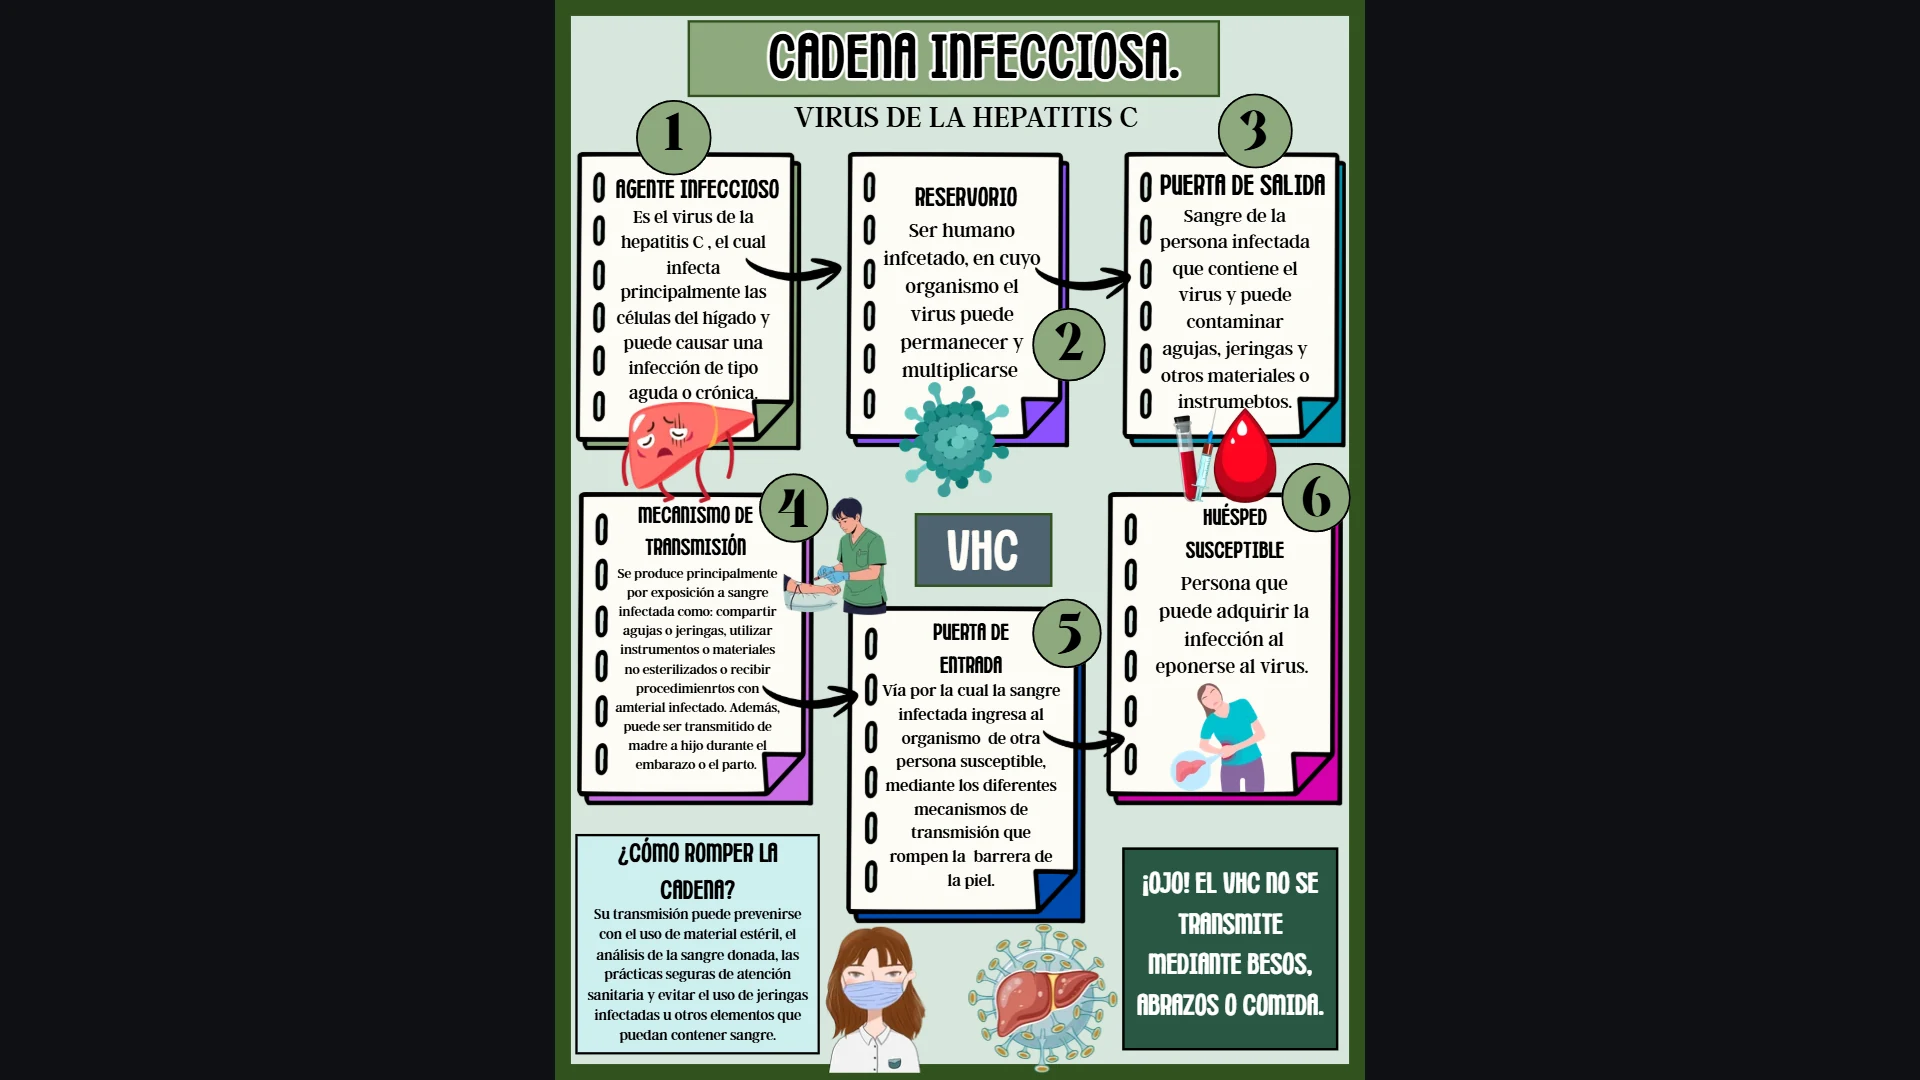 CADENA INFECCIOSA.
VIRUS DE LA HEPATITIS C
1
AGENTE INFECCIOSO
Es el virus de la
hepatitis C , el cual
infecta
principalmente las
células del hígado y
puede causar una
infección de tipo
aguda o crónica.
RESERVORIO
Ser humano
infcetado, en cuyo
organismo el
virus puede
permanecer y
multiplicarse
2
3
PUERTA DE SALIDA
Sangre de la
persona infectada
que contiene el
virus y puede
contaminar
agujas, jeringas y
otros materiales o
instrumebtos.
4
MECANISMO DE
TRANSMISIÓN
Se produce principalmente
por exposición a sangre
infectada como: compartir
agujas o jeringas, utilizar
instrumentos o materiales
no esterilizados o recibir
procedimienrtos con
amterial infectado. Además,
puede ser transmitido de
madre a hijo durante el
embarazo o el parto.
VHC
5
PUERTA DE
ENTRADA
Vía por la cual la sangre
infectada ingresa al
organismo de otra
persona susceptible,
mediante los diferentes
mecanismos de
transmisión que
rompen la barrera de
la piel.
6
HUÉSPED
SUSCEPTIBLE
Persona que
puede adquirir la
infección al
eponerse al virus.
¿CÓMO ROMPER LA
CADENA?
Su transmisión puede prevenirse
con el uso de material estéril, el
análisis de la sangre donada, las
prácticas seguras de atención
sanitaria y evitar el uso de jeringas
infectadas u otros elementos que
puedan contener sangre.
¡OJO! EL VHC NO SE
TRANSMITE
MEDIANTE BESOS,
ABRAZOS O COMIDA.